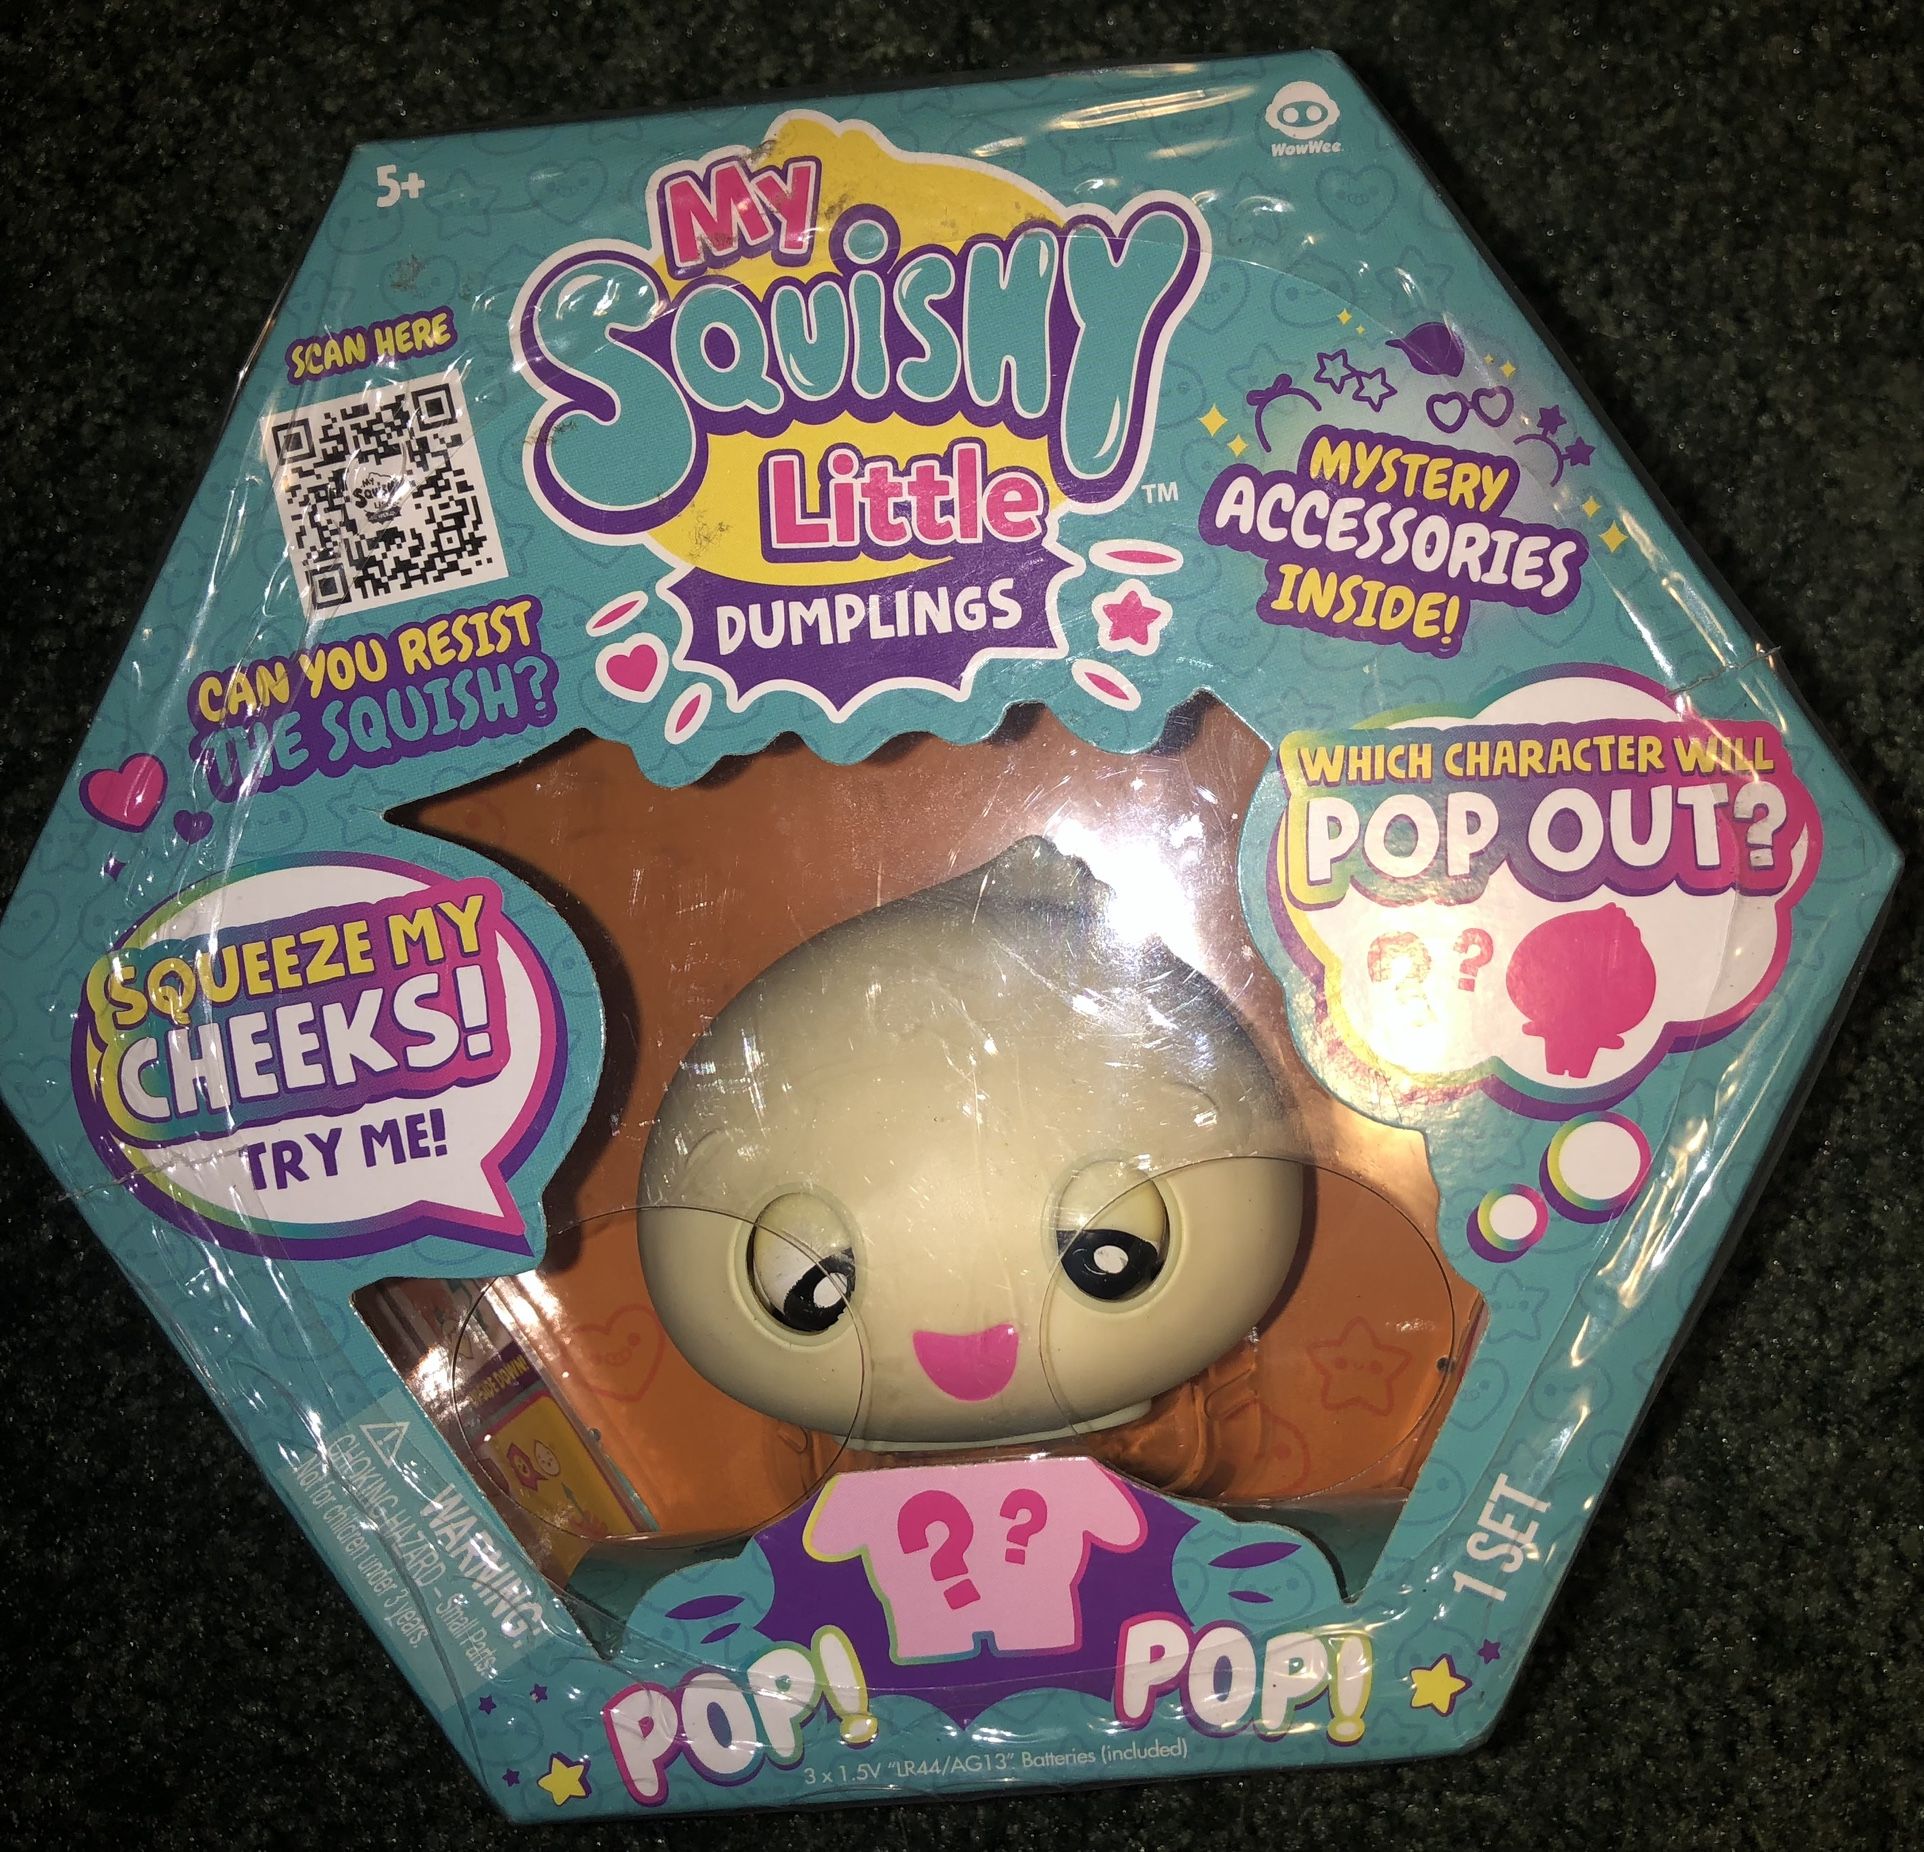 5+
WowWee
My
Squishy
Little
DUMPLINGS
TM
SCAN HERE
CAN YOU RESIST
THE SQUISH?
MYSTERY
ACCESSORIES
INSIDE!
WHICH CHARACTER WILL
POP OUT?
? ?
SQUEEZE MY
CHEEKS!
TRY ME!
? ?
WARNING:
CHOKING HAZARD - Small Parts.
Not for children under 3 years.
1 SET
POP! POP!
3 x 1.5V "LR44/AG13" Batteries (included)